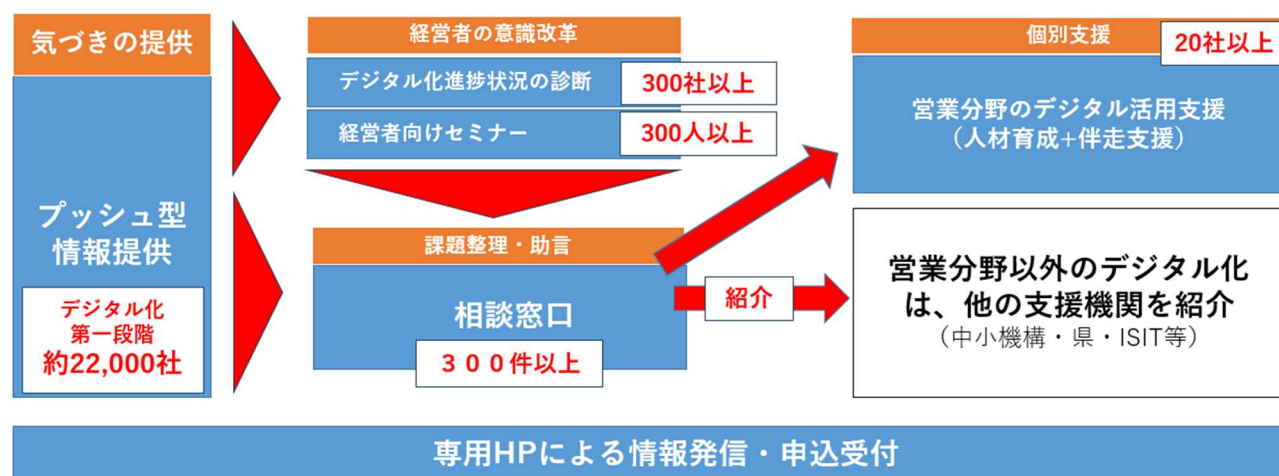 気づきの提供
プッシュ型
情報提供
デジタル化
第一段階
約22,000社
経営者の意識改革
デジタル化進捗状況の診断
300社以上
経営者向けセミナー
300人以上
課題整理・助言
相談窓口
３００件以上
紹介
個別支援
20社以上
営業分野のデジタル活用支援
（人材育成+伴走支援）
営業分野以外のデジタル化
は、他の支援機関を紹介
（中小機構・県・ISIT等）
専用HPによる情報発信・申込受付